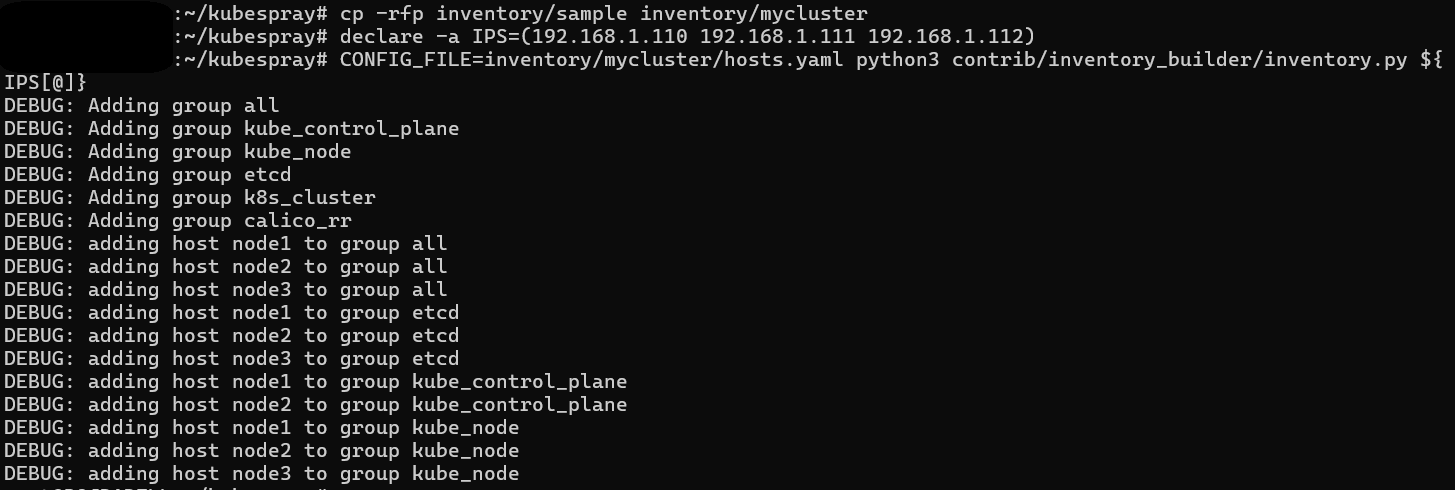 :~/kubespray# cp -rfp inventory/sample inventory/mycluster
:~/kubespray# declare -a IPS=(192.168.1.110 192.168.1.111 192.168.1.112)
:~/kubespray# CONFIG_FILE=inventory/mycluster/hosts.yaml python3 contrib/inventory_builder/inventory.py ${
IPS[@]}
DEBUG: Adding group all
DEBUG: Adding group kube_control_plane
DEBUG: Adding group kube_node
DEBUG: Adding group etcd
DEBUG: Adding group k8s_cluster
DEBUG: Adding group calico_rr
DEBUG: adding host node1 to group all
DEBUG: adding host node2 to group all
DEBUG: adding host node3 to group all
DEBUG: adding host node1 to group etcd
DEBUG: adding host node2 to group etcd
DEBUG: adding host node3 to group etcd
DEBUG: adding host node1 to group kube_control_plane
DEBUG: adding host node2 to group kube_control_plane
DEBUG: adding host node1 to group kube_node
DEBUG: adding host node2 to group kube_node
DEBUG: adding host node3 to group kube_node